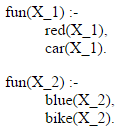 fun(X_1) :-
red(X_1),
car(X_1).
fun(X_2) :-
blue(X_2),
bike(X_2).